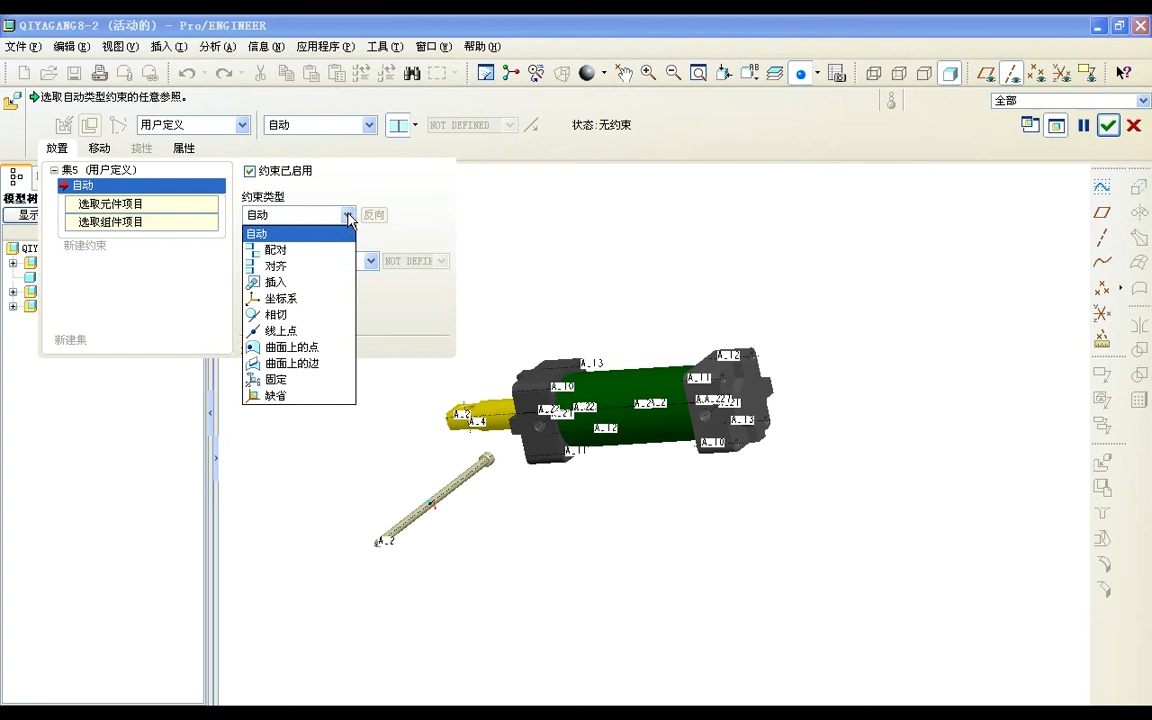 QIYAGANG8-2 (活动的) - Pro/ENGINEER
文件(F) 编辑(E) 视图(V) 插入(I) 分析(A) 信息(N) 应用程序(P) 工具(T) 窗口(W) 帮助(H)
选取自动类型约束的任意参照。
全部
用户定义
自动
NOT DEFINED
状态:无约束
放置 移动 挠性 属性
集5 (用户定义)
自动
选取元件项目
选取组件项目
新建约束
新建集
约束已启用
约束类型
自动
反向
NOT DEFIN
自动
配对
对齐
插入
坐标系
相切
线上点
曲面上的点
曲面上的边
固定
缺省
模型树
显示
QIY
A_13
A_12
A_10
A_11
A_2
A_4
A_22
A_12
A_13
A_10
A_11
A_2